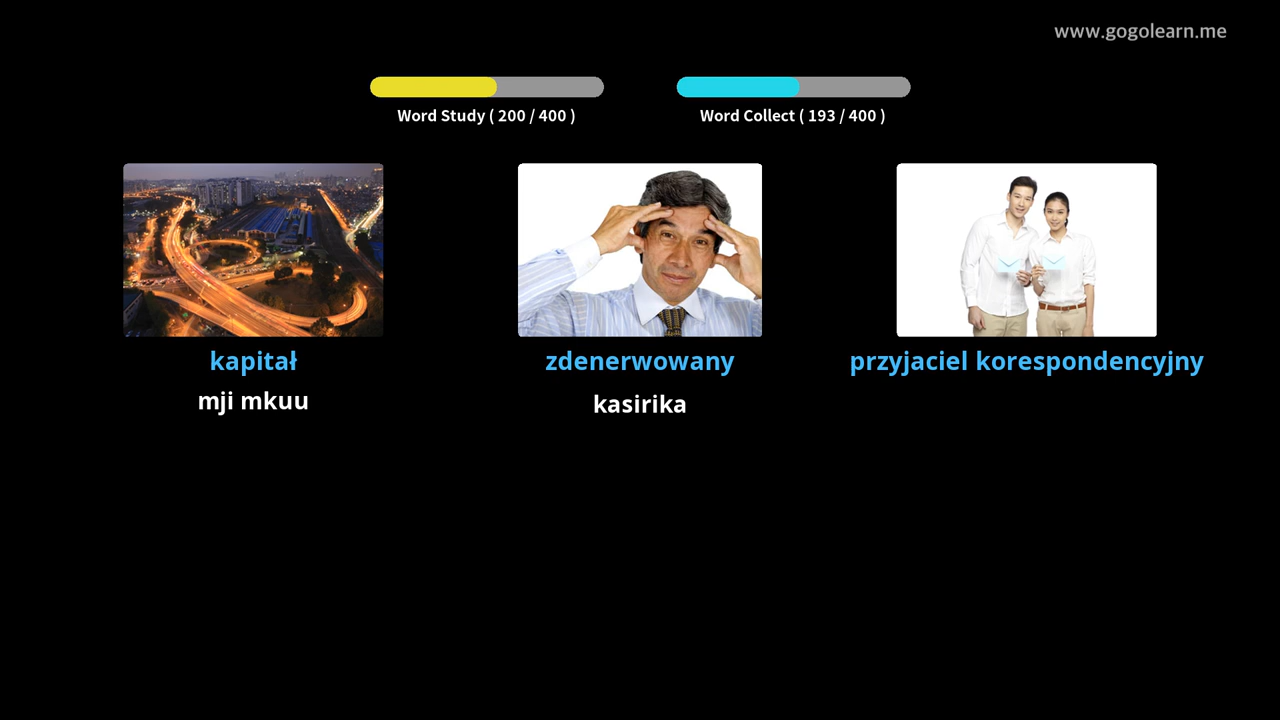 www.gogolearn.me
Word Study ( 200 / 400 )
Word Collect ( 193 / 400 )
kapitał
zdenerwowany
przyjaciel korespondencyjny
mji mkuu
kasirika